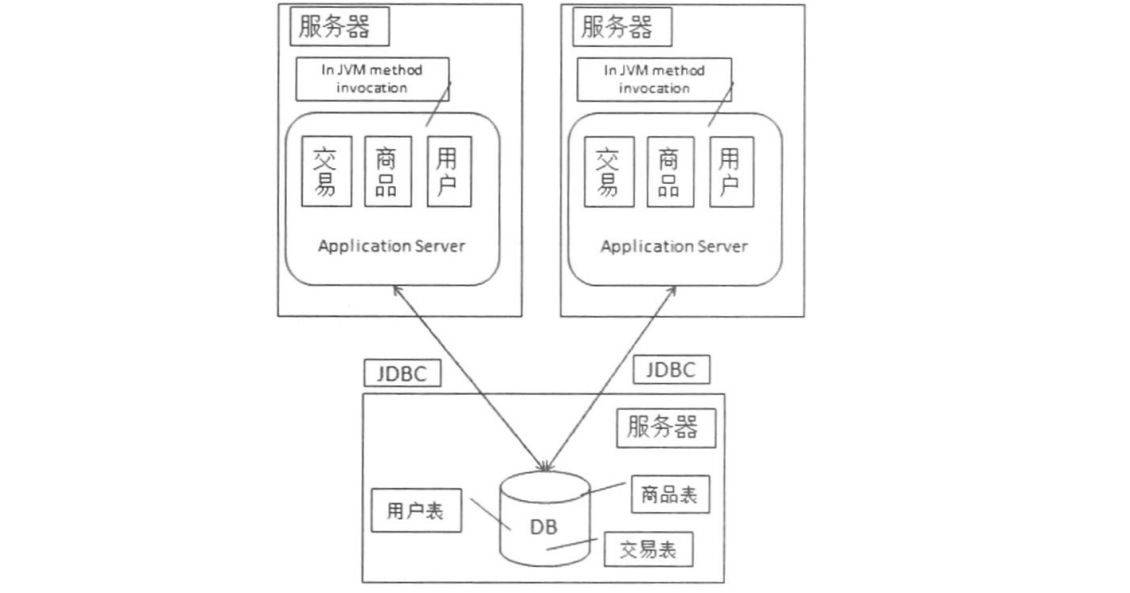 服务器
In JVM method
invocation
交
易
商
品
用
户
Application Server
服务器
In JVM method
invocation
交
易
商
品
用
户
Application Server
JDBC
JDBC
服务器
用户表
DB
商品表
交易表